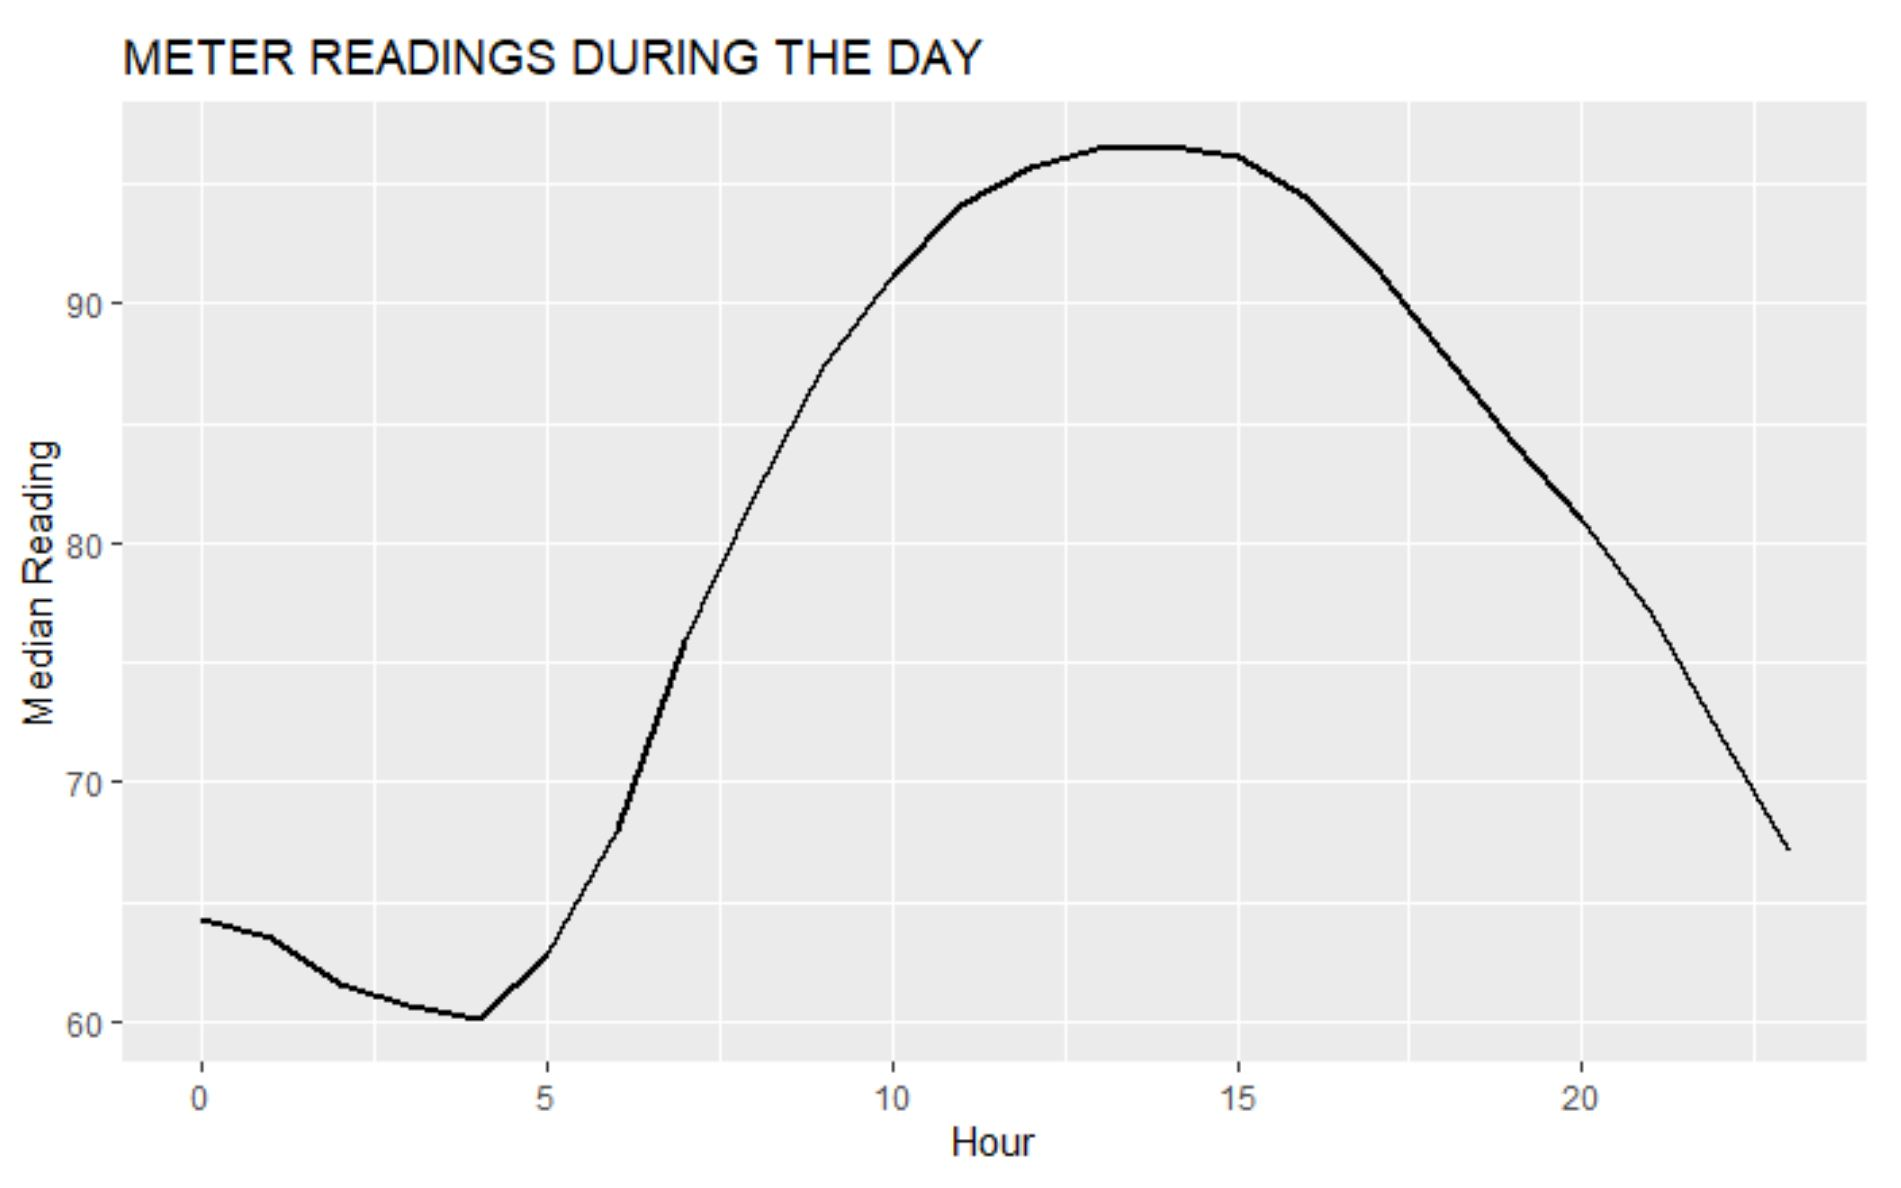 METER READINGS DURING THE DAY
Median Reading
90
80
70
60
0 5 10 15 20
Hour